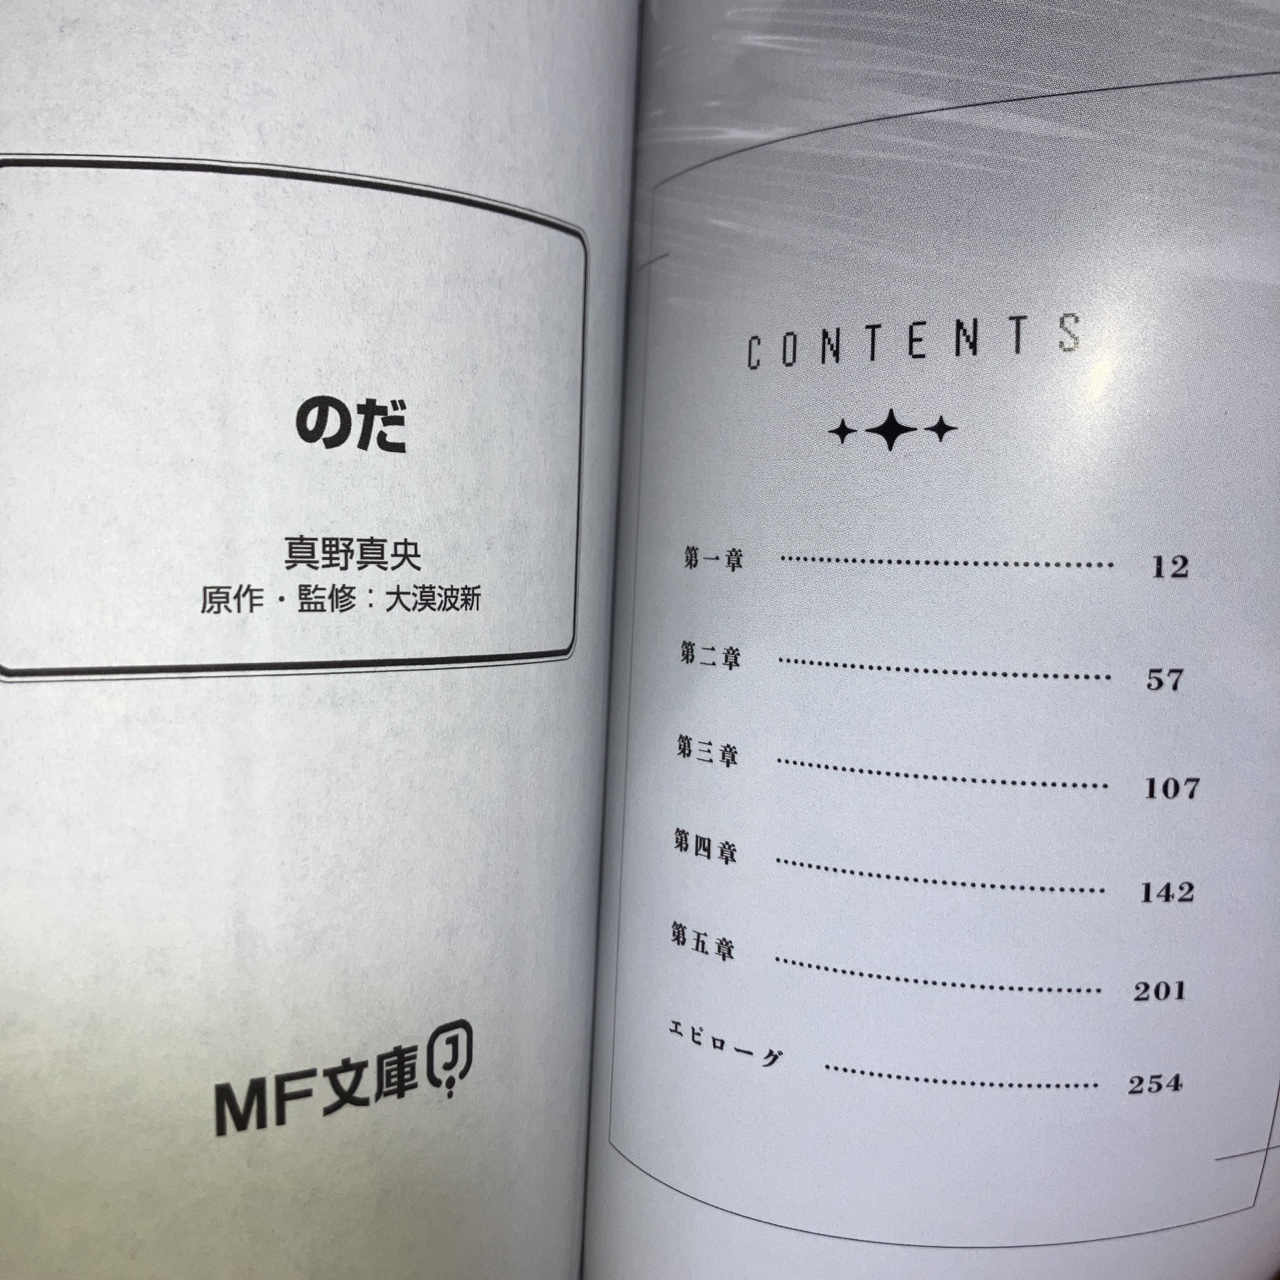 のだ
真野真央
原作・監修：大漠波新
MF文庫J
CONTENTS
第一章 ………………………………… 12
第二章 ………………………………… 57
第三章 ………………………………… 107
第四章 ………………………………… 142
第五章 ………………………………… 201
エピローグ ………………………… 254